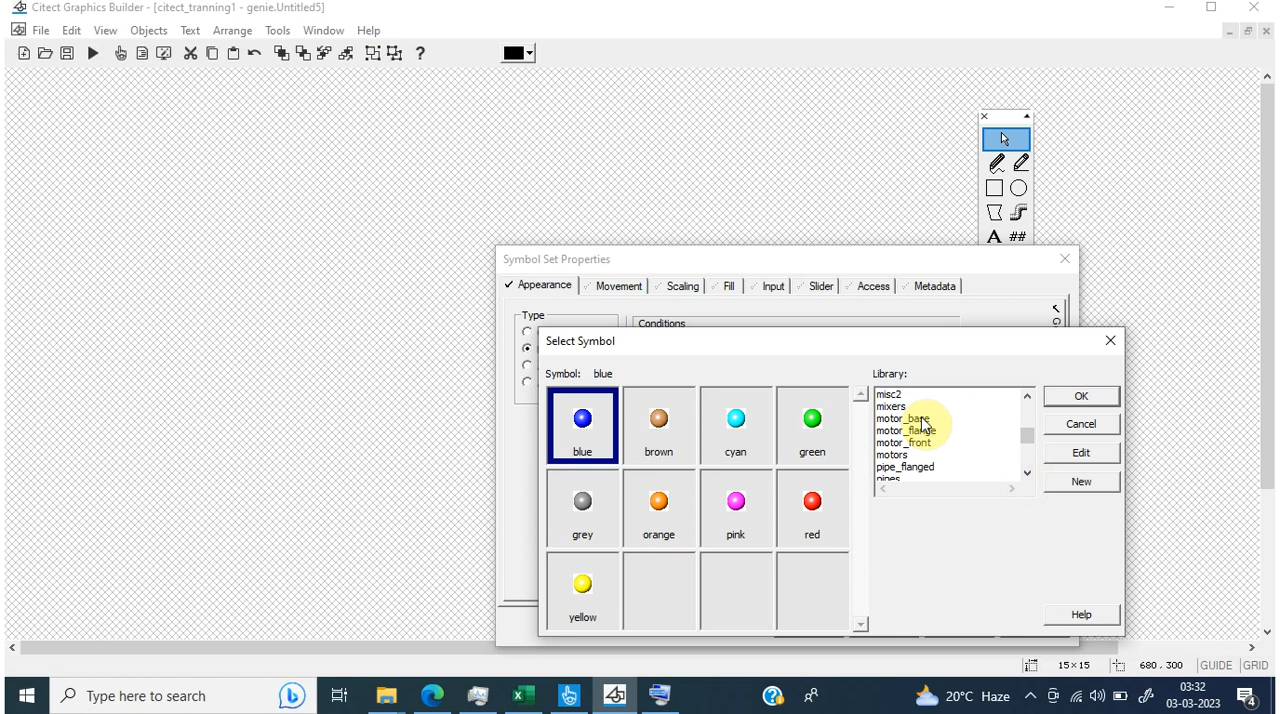 Citect Graphics Builder - [citect_tranning1 - genie.Untitled5]
File Edit View Objects Text Arrange Tools Window Help
A ##
Symbol Set Properties
Appearance Movement Scaling Fill Input Slider Access Metadata
Type
Conditions
Select Symbol
Symbol: blue
Library:
blue brown cyan green
grey orange pink red
yellow
misc2
mixers
motor_base
motor_flange
motor_front
motors
pipe_flanged
pipes
OK
Cancel
Edit
New
Help
15×15 680 , 300 GUIDE GRID
Type here to search
20°C Haze
03:32
03-03-2023
4